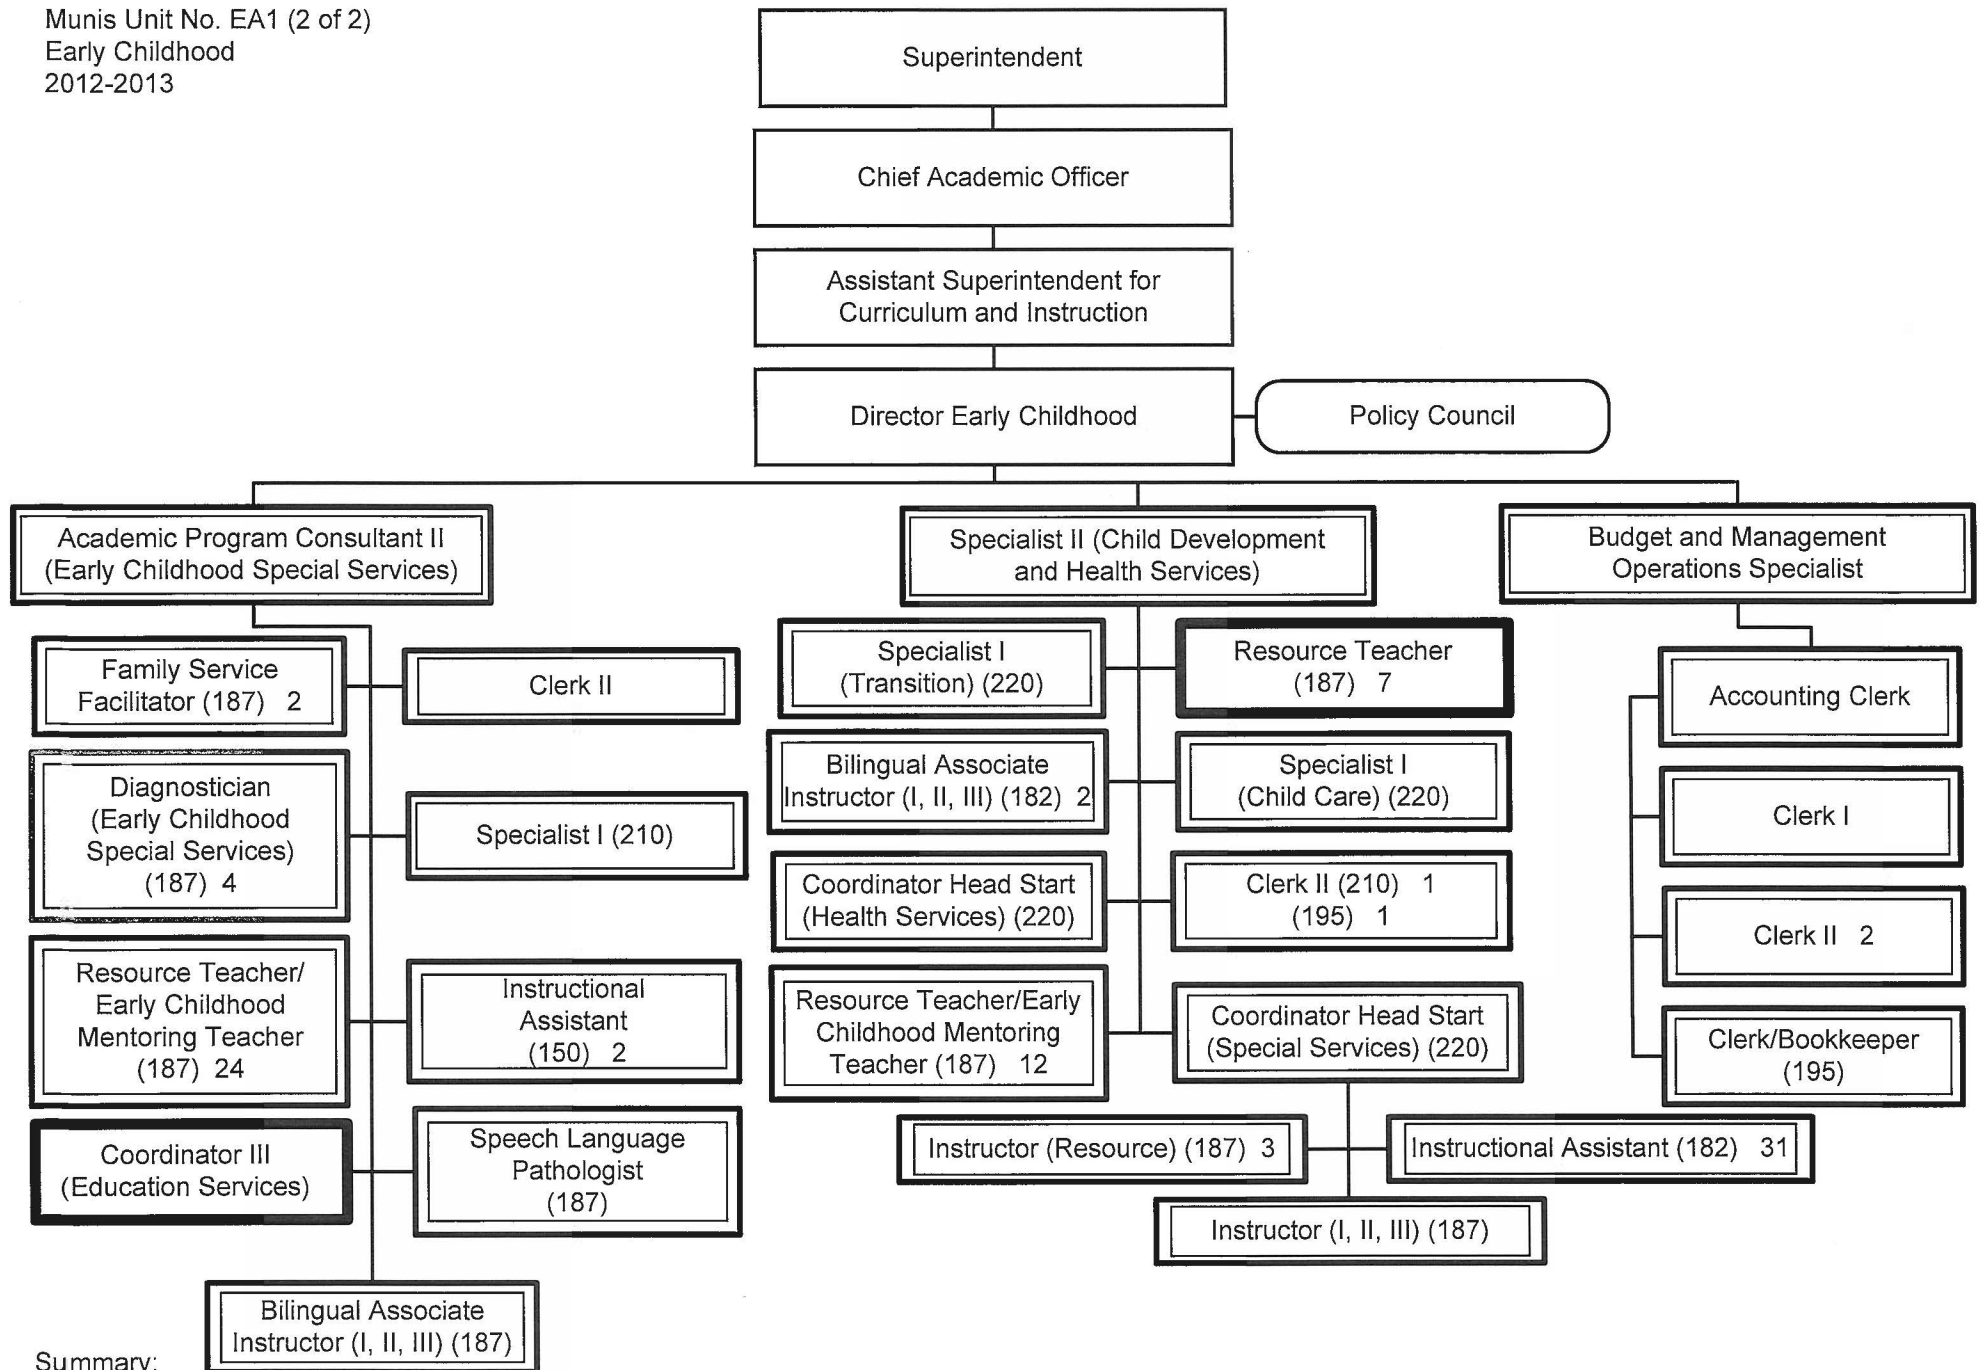 Munis Unit No. EA1 (2 of 2)
Early Childhood
2012-2013
Superintendent
Chief Academic Officer
Assistant Superintendent for
Curriculum and Instruction
Director Early Childhood
Policy Council
Academic Program Consultant II
(Early Childhood Special Services)
Specialist II (Child Development
and Health Services)
Budget and Management
Operations Specialist
Family Service
Facilitator (187) 2
Clerk II
Diagnostician
(Early Childhood
Special Services)
(187) 4
Specialist I (210)
Resource Teacher/
Early Childhood
Mentoring Teacher
(187) 24
Instructional
Assistant
(150) 2
Coordinator III
(Education Services)
Speech Language
Pathologist
(187)
Bilingual Associate
Instructor (I, II, III) (187)
Specialist I
(Transition) (220)
Resource Teacher
(187) 7
Bilingual Associate
Instructor (I, II, III) (182) 2
Specialist I
(Child Care) (220)
Coordinator Head Start
(Health Services) (220)
Clerk II (210) 1
(195) 1
Resource Teacher/Early
Childhood Mentoring
Teacher (187) 12
Coordinator Head Start
(Special Services) (220)
Instructor (Resource) (187) 3
Instructional Assistant (182) 31
Instructor (I, II, III) (187)
Accounting Clerk
Clerk I
Clerk II 2
Clerk/Bookkeeper
(195)
Summary: